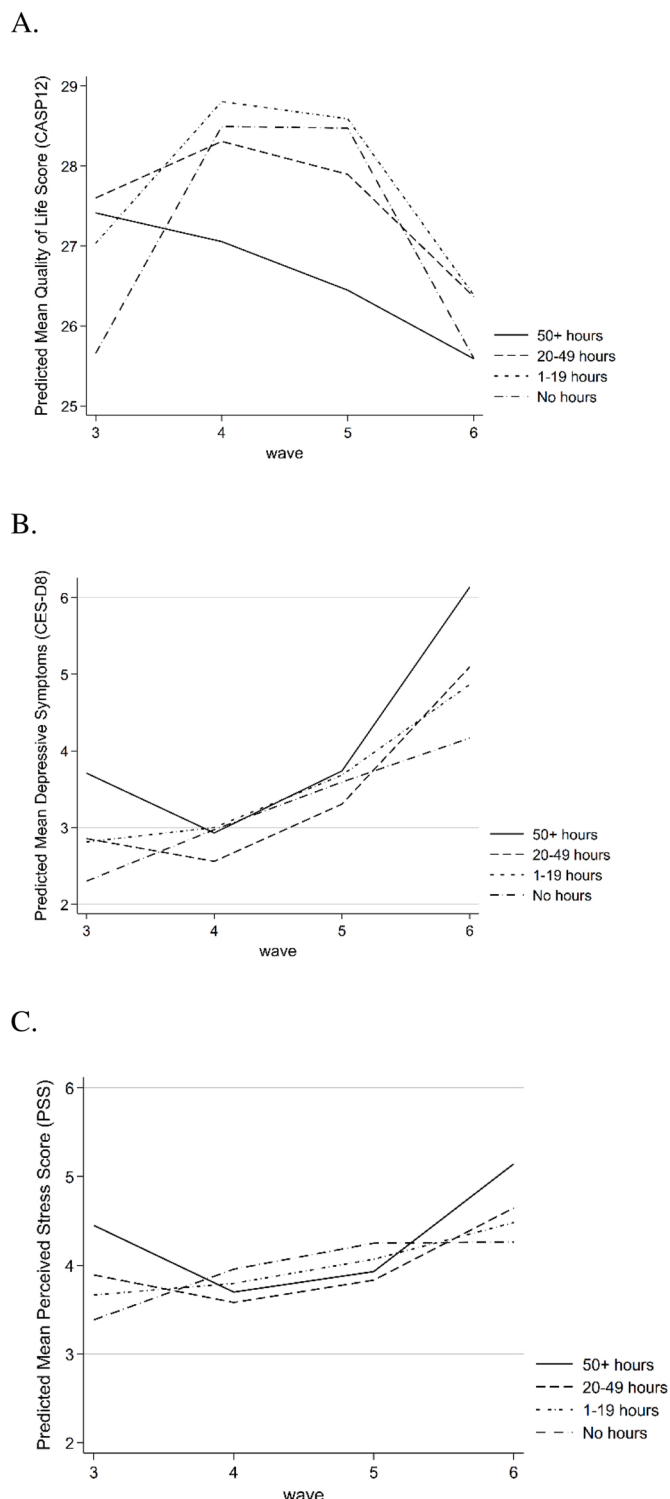 A.
Predicted Mean Quality of Life Score (CASP12)
29
28
27
26
25
3 4 5 6
wave
50+ hours
20-49 hours
1-19 hours
No hours
B.
Predicted Mean Depressive Symptoms (CES-D8)
6
5
4
3
2
3 4 5 6
wave
50+ hours
20-49 hours
1-19 hours
No hours
C.
Predicted Mean Perceived Stress Score (PSS)
6
5
4
3
2
3 4 5 6
wave
50+ hours
20-49 hours
1-19 hours
No hours